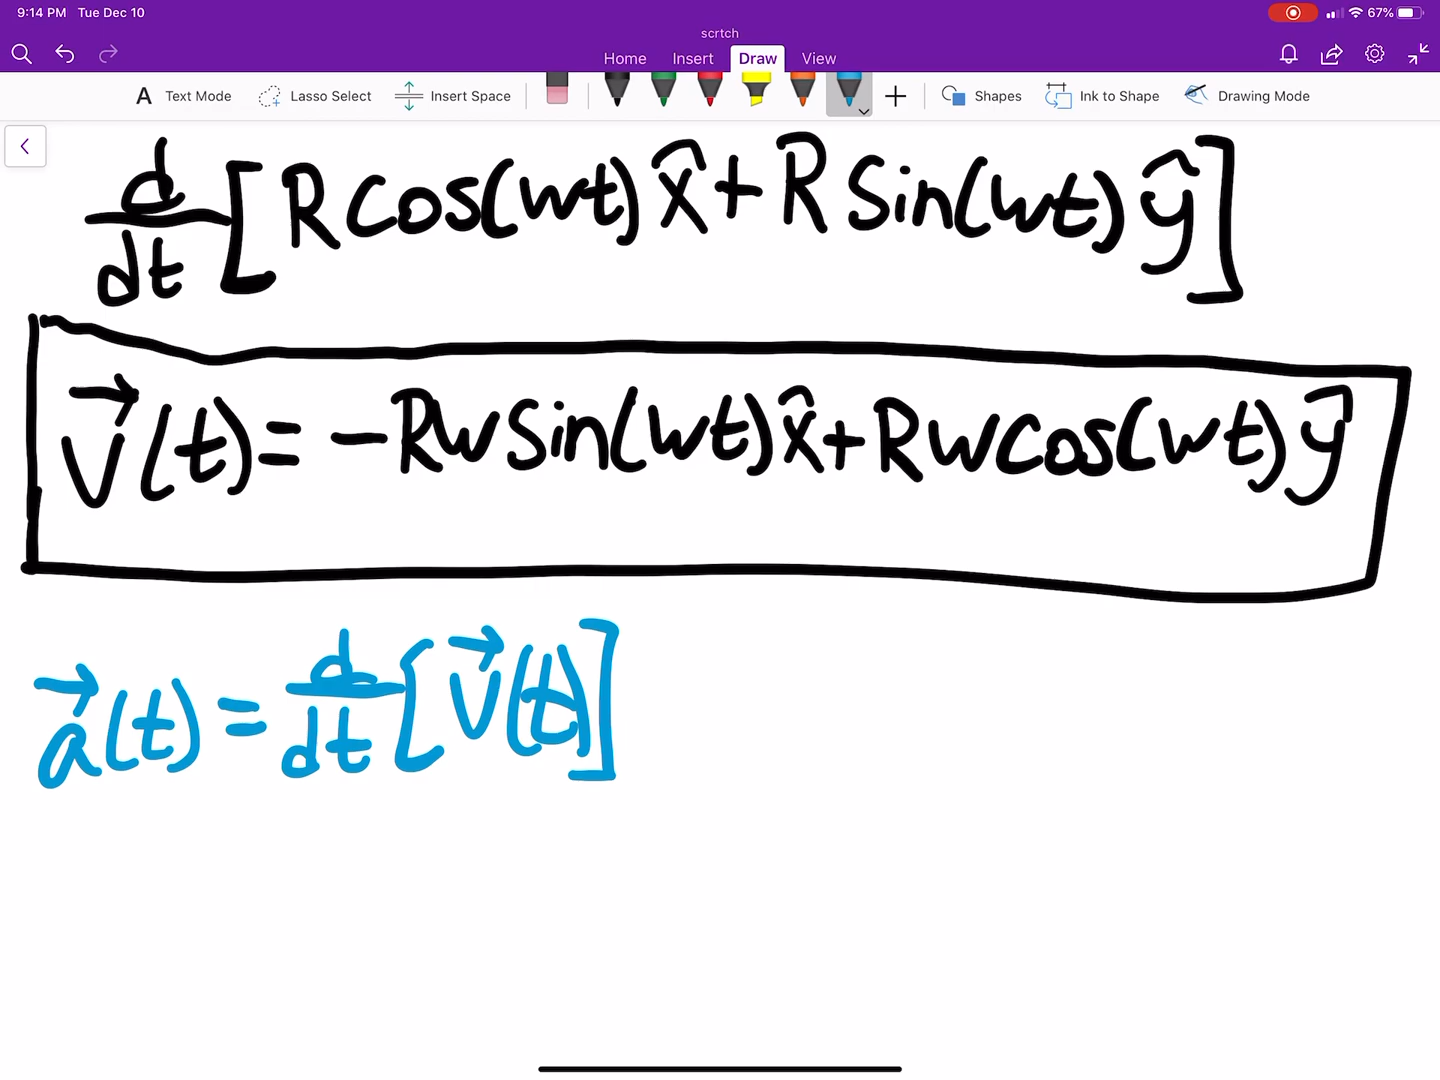 9:14 PM Tue Dec 10 67%
scrtch
Home Insert Draw View
Text Mode Lasso Select Insert Space Shapes Ink to Shape Drawing Mode
d/dt [R cos(wt) x̂ + R sin(wt) ŷ]
v⃗(t) = -Rw sin(wt) x̂ + Rw cos(wt) ŷ
a⃗(t) = d/dt [v⃗(t)]